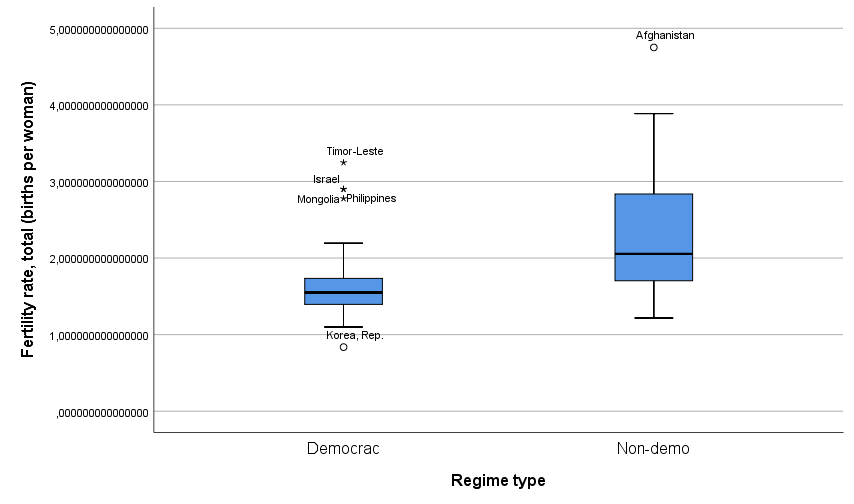 5,000000000000000
Afghanistan
4,000000000000000
Timor-Leste
3,000000000000000
Israel
Mongolia Philippines
2,000000000000000
1,000000000000000
Korea, Rep.
,000000000000000
Fertility rate, total (births per woman)
Democrac
Non-demo
Regime type